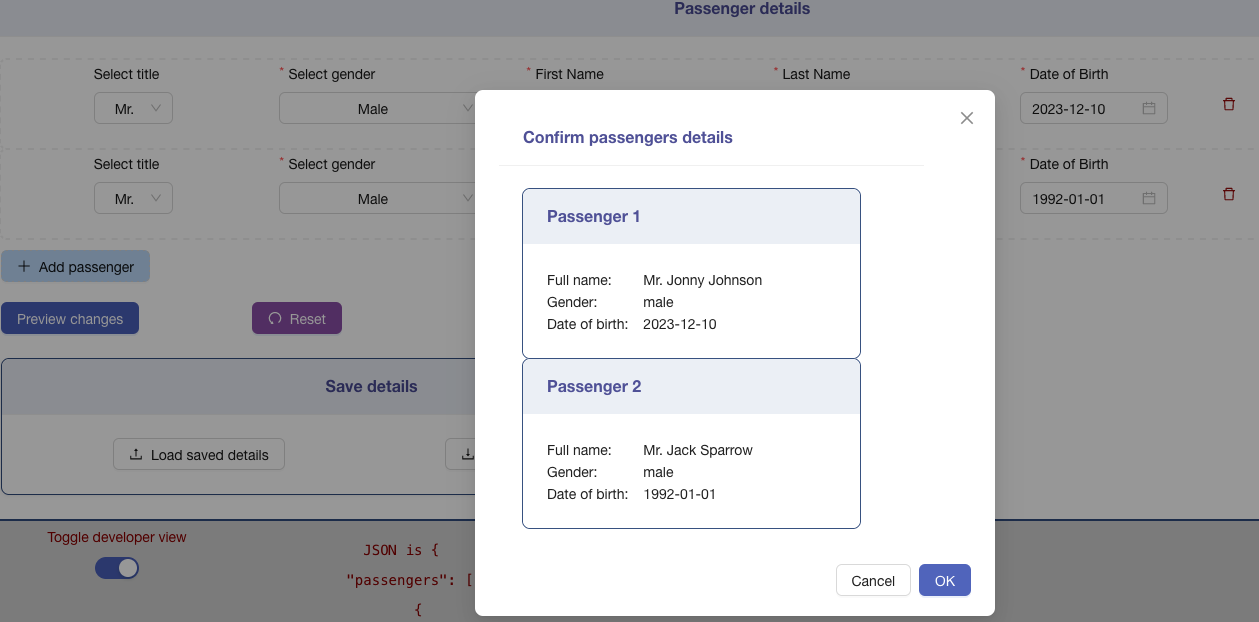 Passenger details
Select title * Select gender * First Name * Last Name * Date of Birth
Mr. Male 2023-12-10
Confirm passengers details
Select title * Select gender * Date of Birth
Mr. Male 1992-01-01
Passenger 1
Add passenger
Full name: Mr. Jonny Johnson
Gender: male
Date of birth: 2023-12-10
Preview changes Reset
Save details
Passenger 2
Load saved details
Full name: Mr. Jack Sparrow
Gender: male
Date of birth: 1992-01-01
Toggle developer view
JSON is {
"passengers": [
{
Cancel OK